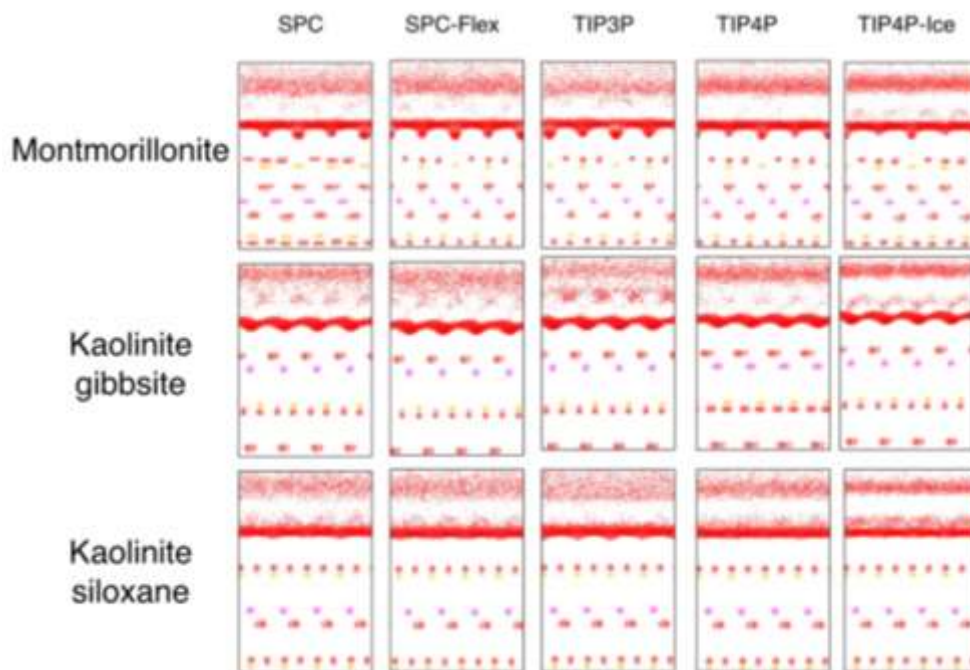 SPC SPC-Flex TIP3P TIP4P TIP4P-Ice
Montmorillonite
Kaolinite
gibbsite
Kaolinite
siloxane